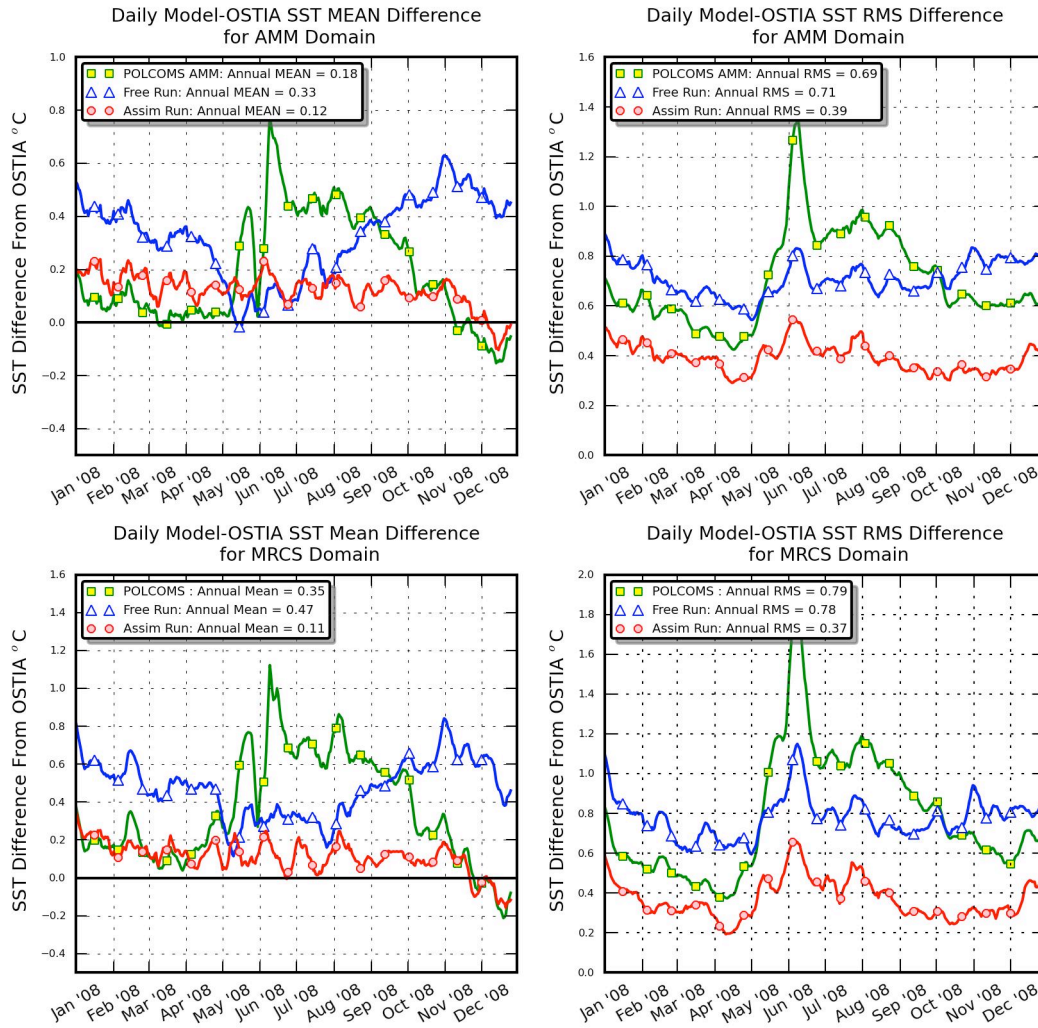 Daily Model-OSTIA SST MEAN Difference
for AMM Domain
SST Difference From OSTIA °C
1.0
0.8
0.6
0.4
0.2
0.0
−0.2
−0.4
POLCOMS AMM: Annual MEAN = 0.18
Free Run: Annual MEAN = 0.33
Assim Run: Annual MEAN = 0.12
Jan '08 Feb '08 Mar '08 Apr '08 May '08 Jun '08 Jul '08 Aug '08 Sep '08 Oct '08 Nov '08 Dec '08
Daily Model-OSTIA SST RMS Difference
for AMM Domain
SST Difference From OSTIA °C
1.6
1.4
1.2
1.0
0.8
0.6
0.4
0.2
0.0
POLCOMS AMM: Annual RMS = 0.69
Free Run: Annual RMS = 0.71
Assim Run: Annual RMS = 0.39
Jan '08 Feb '08 Mar '08 Apr '08 May '08 Jun '08 Jul '08 Aug '08 Sep '08 Oct '08 Nov '08 Dec '08
Daily Model-OSTIA SST Mean Difference
for MRCS Domain
SST Difference From OSTIA °C
1.6
1.4
1.2
1.0
0.8
0.6
0.4
0.2
0.0
−0.2
−0.4
POLCOMS : Annual Mean = 0.35
Free Run: Annual Mean = 0.47
Assim Run: Annual Mean = 0.11
Jan '08 Feb '08 Mar '08 Apr '08 May '08 Jun '08 Jul '08 Aug '08 Sep '08 Oct '08 Nov '08 Dec '08
Daily Model-OSTIA SST RMS Difference
for MRCS Domain
SST Difference From OSTIA °C
2.0
1.8
1.6
1.4
1.2
1.0
0.8
0.6
0.4
0.2
0.0
POLCOMS : Annual RMS = 0.79
Free Run: Annual RMS = 0.78
Assim Run: Annual RMS = 0.37
Jan '08 Feb '08 Mar '08 Apr '08 May '08 Jun '08 Jul '08 Aug '08 Sep '08 Oct '08 Nov '08 Dec '08